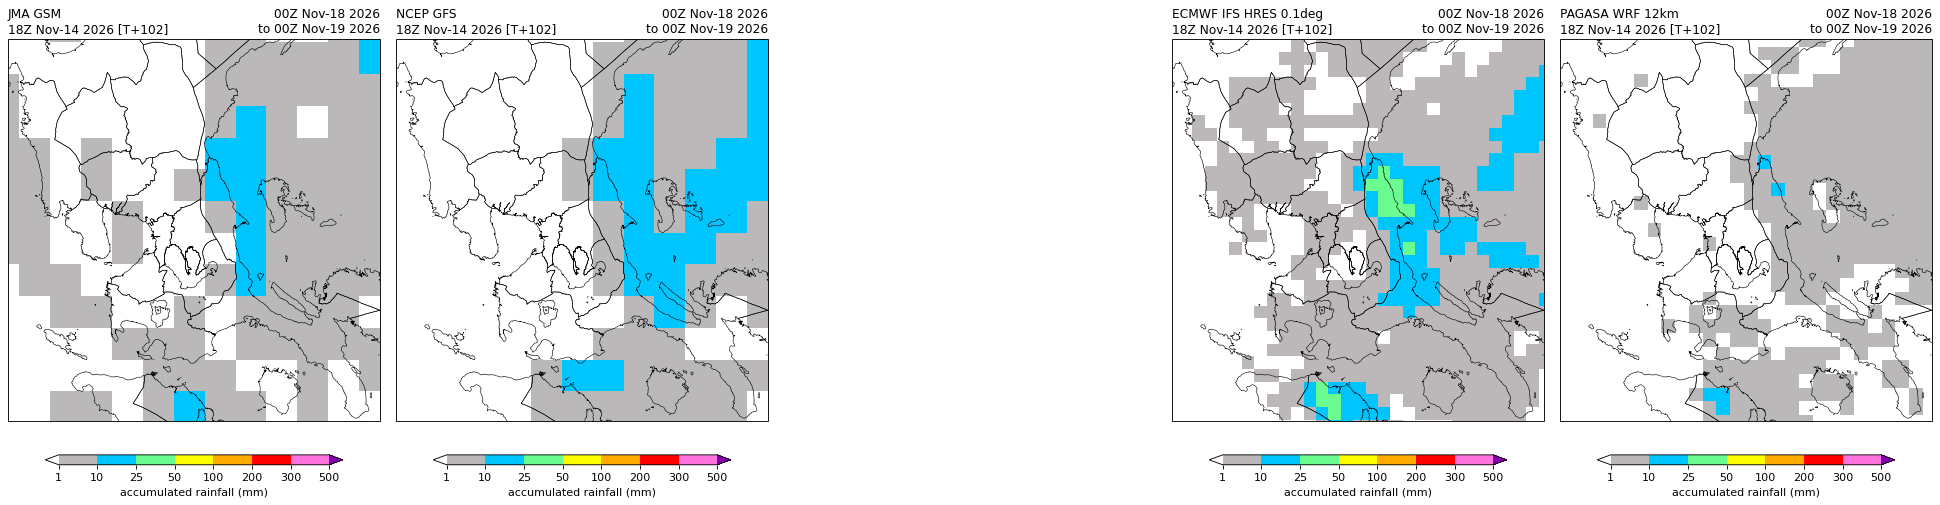 JMA GSM 00Z Nov-18 2026
18Z Nov-14 2026 [T+102] to 00Z Nov-19 2026
1 10 25 50 100 200 300 500
accumulated rainfall (mm)
NCEP GFS 00Z Nov-18 2026
18Z Nov-14 2026 [T+102] to 00Z Nov-19 2026
1 10 25 50 100 200 300 500
accumulated rainfall (mm)
ECMWF IFS HRES 0.1deg 00Z Nov-18 2026
18Z Nov-14 2026 [T+102] to 00Z Nov-19 2026
1 10 25 50 100 200 300 500
accumulated rainfall (mm)
PAGASA WRF 12km 00Z Nov-18 2026
18Z Nov-14 2026 [T+102] to 00Z Nov-19 2026
1 10 25 50 100 200 300 500
accumulated rainfall (mm)